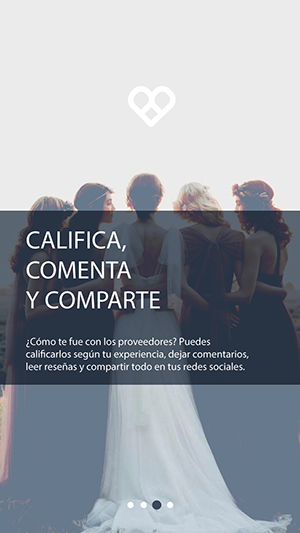 CALIFICA,
COMENTA
Y COMPARTE
¿Cómo te fue con los proveedores? Puedes
calificarlos según tu experiencia, dejar comentarios,
leer reseñas y compartir todo en tus redes sociales.